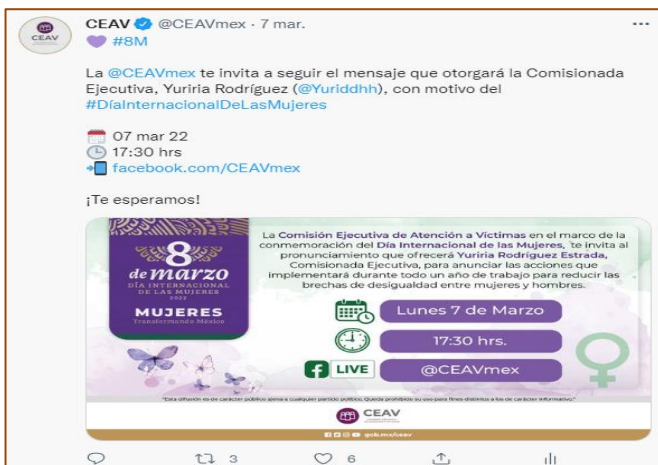 CEAV @CEAVmex · 7 mar.
💜 #8M
La @CEAVmex te invita a seguir el mensaje que otorgará la Comisionada
Ejecutiva, Yuriria Rodríguez (@Yuriddhh), con motivo del
#DíaInternacionalDeLasMujeres
07 mar 22
17:30 hrs
facebook.com/CEAVmex
¡Te esperamos!
8
de marzo
DÍA INTERNACIONAL
DE LAS MUJERES
2022
MUJERES
Transformando México
La Comisión Ejecutiva de Atención a Víctimas en el marco de la
conmemoración del Día Internacional de las Mujeres, te invita al
pronunciamiento que ofrecerá Yuriria Rodríguez Estrada,
Comisionada Ejecutiva, para anunciar las acciones que
implementará durante todo un año de trabajo para reducir las
brechas de desigualdad entre mujeres y hombres.
Lunes 7 de Marzo
17:30 hrs.
LIVE
@CEAVmex
"Esta difusión es de carácter público ajena a cualquier partido político. Queda prohibido su uso para fines distintos a los de carácter informativo."
CEAV
gob.mx/ceav
3
6